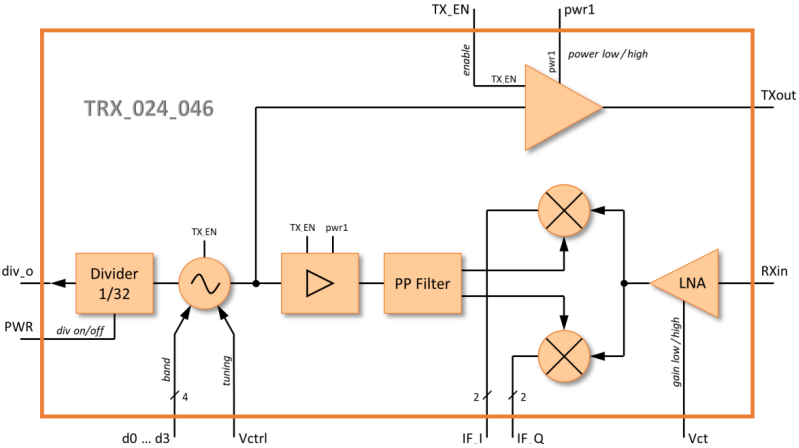 TX_EN
pwr1
enable
pwr1
power low / high
TX_EN
TRX_024_046
TXout
TX_EN
TX_EN
pwr1
div_o
Divider
1/32
PP Filter
LNA
RXin
PWR
div on/off
band
tuning
gain low/high
4
2
2
d0 ... d3
Vctrl
IF_I
IF_Q
Vct